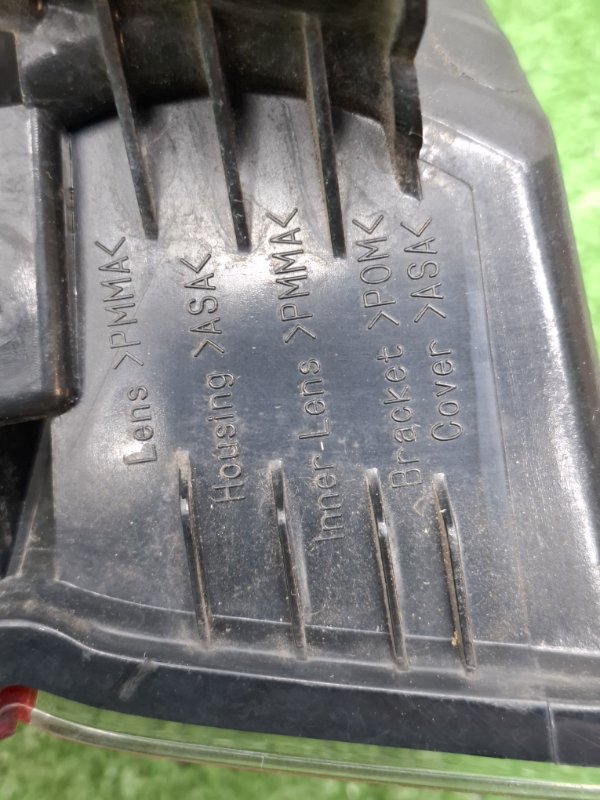 Lens >PMMA<
Housing >ASA<
Inner-Lens >PMMA<
Bracket >POM<
Cover >ASA<